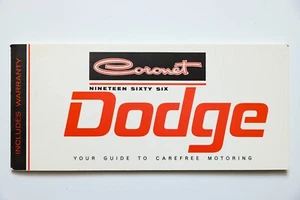 INCLUDES WARRANTY
Coronet
NINETEEN SIXTY SIX
Dodge
YOUR GUIDE TO CAREFREE MOTORING